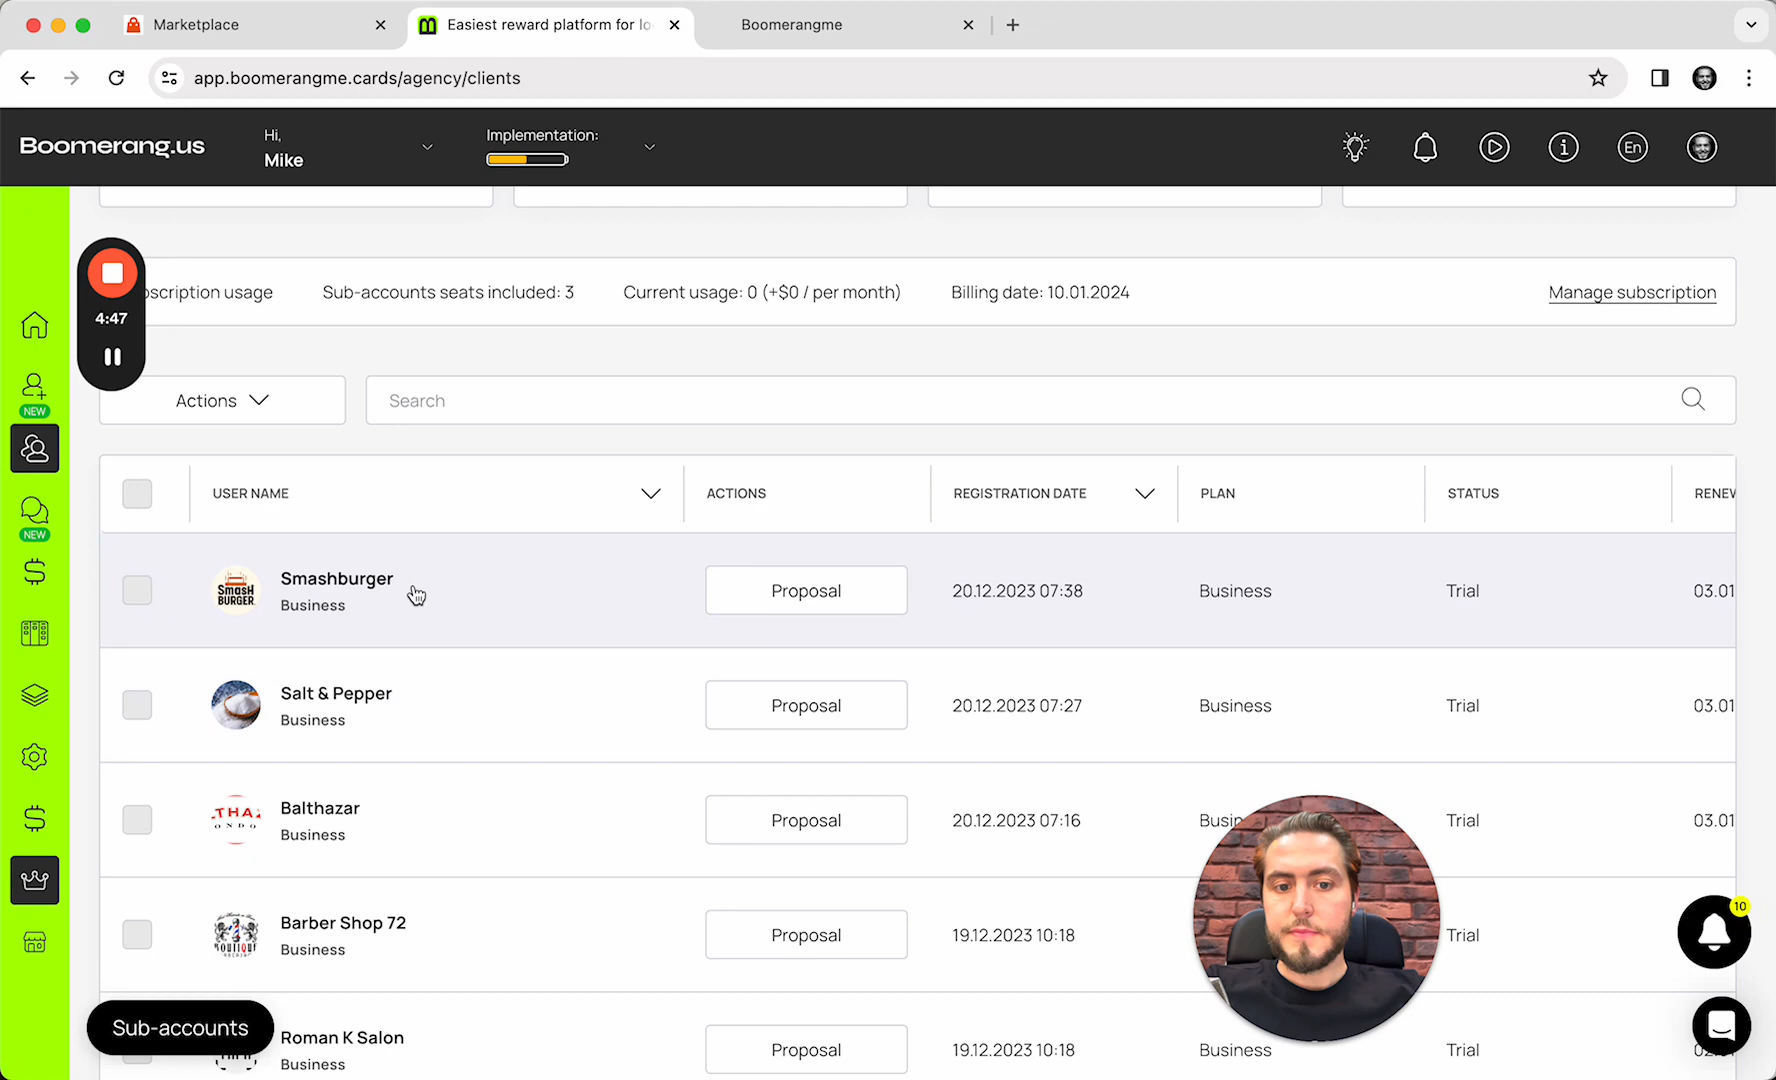 Marketplace
Easiest reward platform for lo
Boomerangme
app.boomerangme.cards/agency/clients
Boomerang.us
Hi,
Mike
Implementation:
En
4:47
NEW
NEW
bscription usage
Sub-accounts seats included: 3
Current usage: 0 (+$0 / per month)
Billing date: 10.01.2024
Manage subscription
Actions
Search
USER NAME
ACTIONS
REGISTRATION DATE
PLAN
STATUS
RENEW
SMASH
BURGER
Smashburger
Business
Proposal
20.12.2023 07:38
Business
Trial
03.01
Salt & Pepper
Business
Proposal
20.12.2023 07:27
Business
Trial
03.01
Balthazar
Business
Proposal
20.12.2023 07:16
Busin
Trial
03.01
Barber Shop 72
Business
Proposal
19.12.2023 10:18
Trial
10
Sub-accounts
Roman K Salon
Business
Proposal
19.12.2023 10:18
Business
Trial